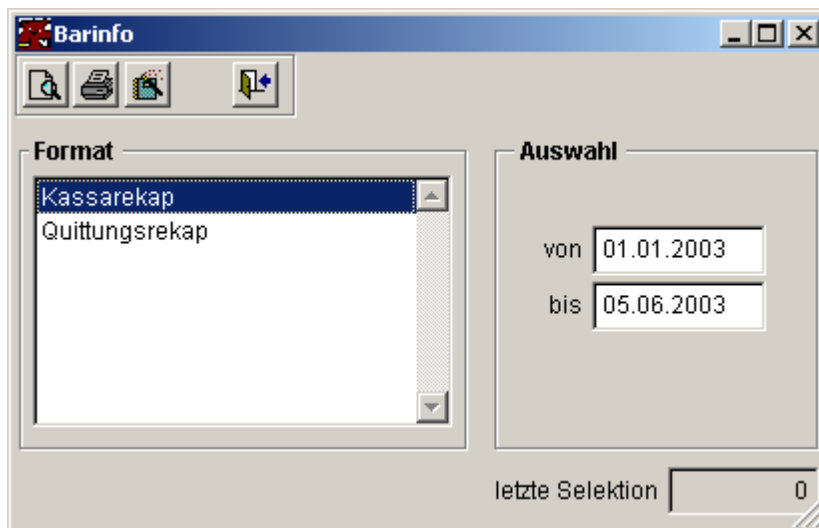 Barinfo
Format
Kassarekap
Quittungsrekap
Auswahl
von 01.01.2003
bis 05.06.2003
letzte Selektion 0